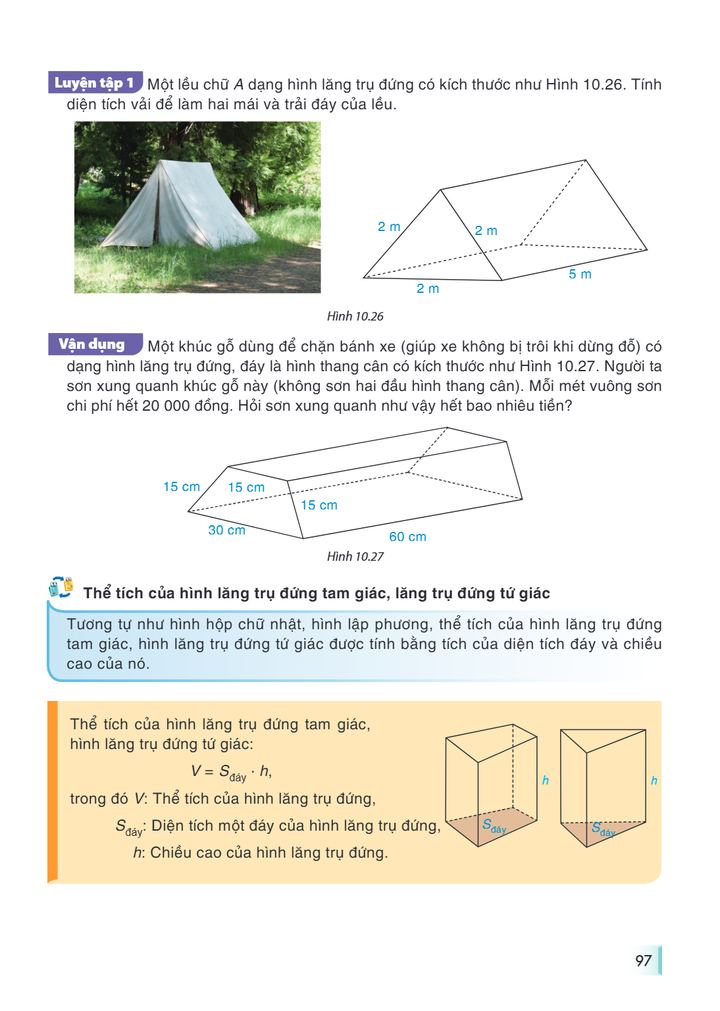 Luyện tập 1 Một lều chữ A dạng hình lăng trụ đứng có kích thước như Hình 10.26. Tính
diện tích vải để làm hai mái và trải đáy của lều.
2 m
2 m
2 m
5 m
Hình 10.26
Vận dụng Một khúc gỗ dùng để chặn bánh xe (giúp xe không bị trôi khi dừng đỗ) có
dạng hình lăng trụ đứng, đáy là hình thang cân có kích thước như Hình 10.27. Người ta
sơn xung quanh khúc gỗ này (không sơn hai đầu hình thang cân). Mỗi mét vuông sơn
chi phí hết 20 000 đồng. Hỏi sơn xung quanh như vậy hết bao nhiêu tiền?
15 cm
15 cm
15 cm
30 cm
60 cm
Hình 10.27
Thể tích của hình lăng trụ đứng tam giác, lăng trụ đứng tứ giác
Tương tự như hình hộp chữ nhật, hình lập phương, thể tích của hình lăng trụ đứng
tam giác, hình lăng trụ đứng tứ giác được tính bằng tích của diện tích đáy và chiều
cao của nó.
Thể tích của hình lăng trụ đứng tam giác,
hình lăng trụ đứng tứ giác:
V = Sđáy · h,
trong đó V: Thể tích của hình lăng trụ đứng,
Sđáy: Diện tích một đáy của hình lăng trụ đứng,
h: Chiều cao của hình lăng trụ đứng.
h
h
Sđáy
Sđáy
97